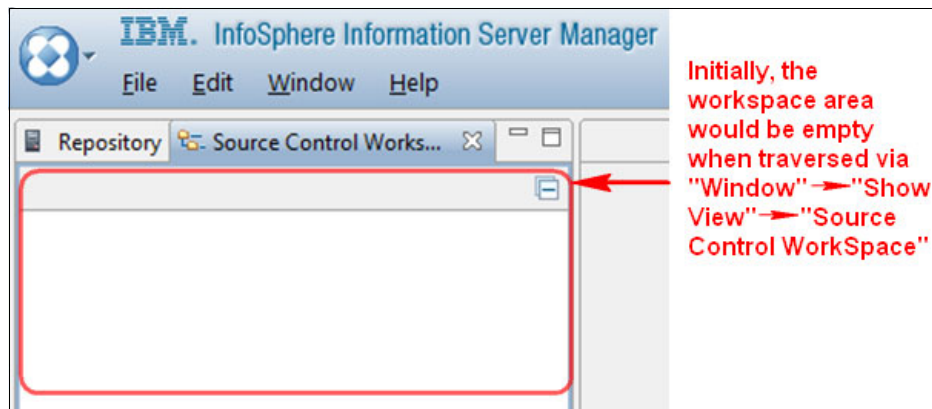 IBM. InfoSphere Information Server Manager
File Edit Window Help
Repository Source Control Works...
Initially, the
workspace area
would be empty
when traversed via
"Window"→"Show
View"→"Source
Control WorkSpace"